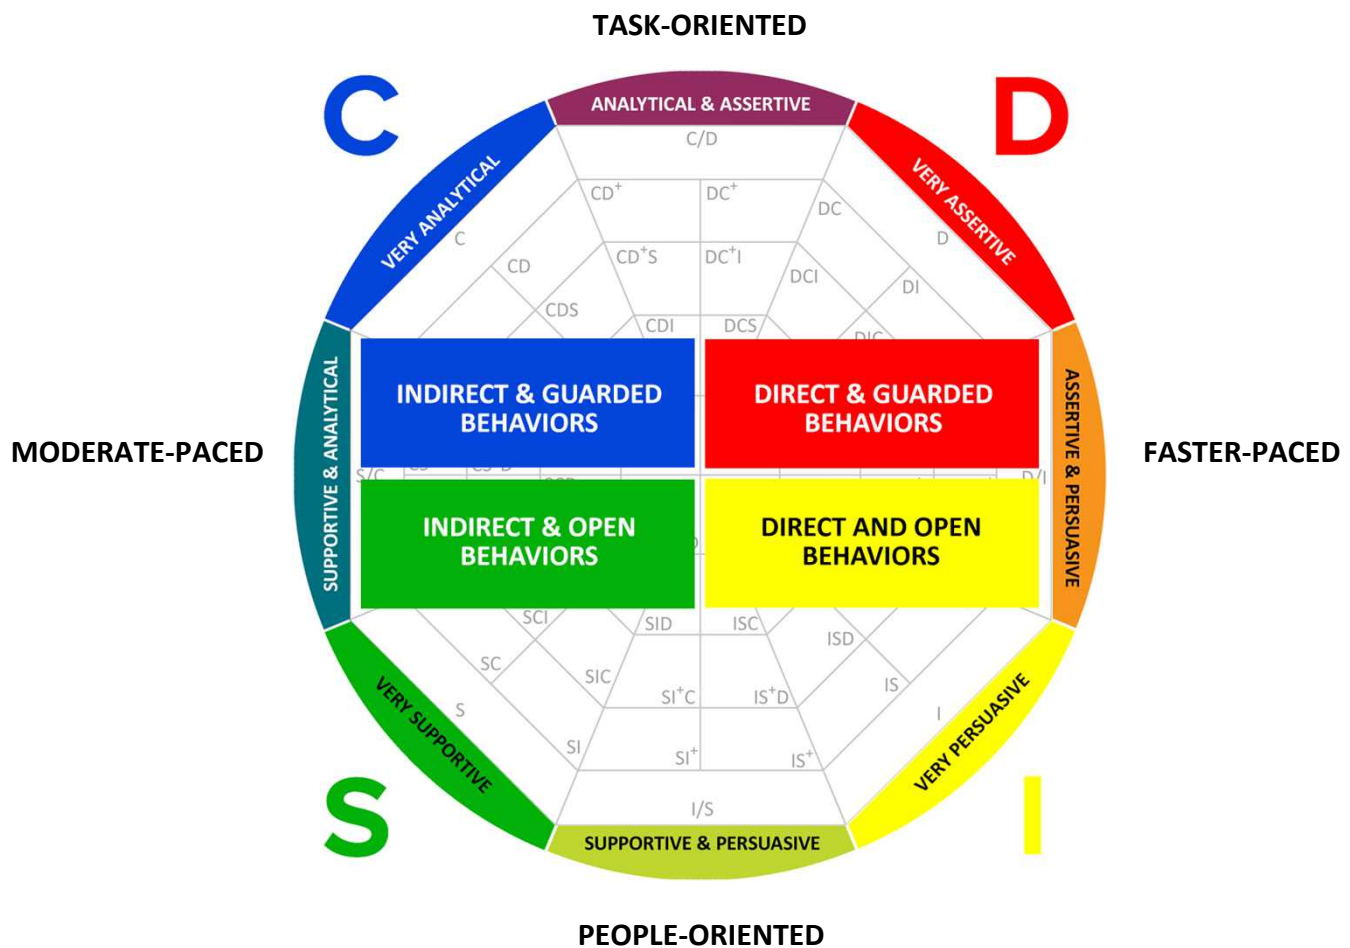 TASK-ORIENTED
C
D
ANALYTICAL & ASSERTIVE
VERY ANALYTICAL
VERY ASSERTIVE
C/D
CD+
DC+
DC
C
D
CD
CD+S
DC+I
DCI
DI
CDS
CDI
DCS
DIC
INDIRECT & GUARDED
BEHAVIORS
DIRECT & GUARDED
BEHAVIORS
SUPPORTIVE & ANALYTICAL
ASSERTIVE & PERSUASIVE
MODERATE-PACED
FASTER-PACED
S/C
D/I
INDIRECT & OPEN
BEHAVIORS
DIRECT AND OPEN
BEHAVIORS
SCI
SID
ISC
ISD
SC
SIC
SI+C
IS+D
IS
S
I
SI
SI+
IS+
VERY SUPPORTIVE
VERY PERSUASIVE
I/S
S
I
SUPPORTIVE & PERSUASIVE
PEOPLE-ORIENTED